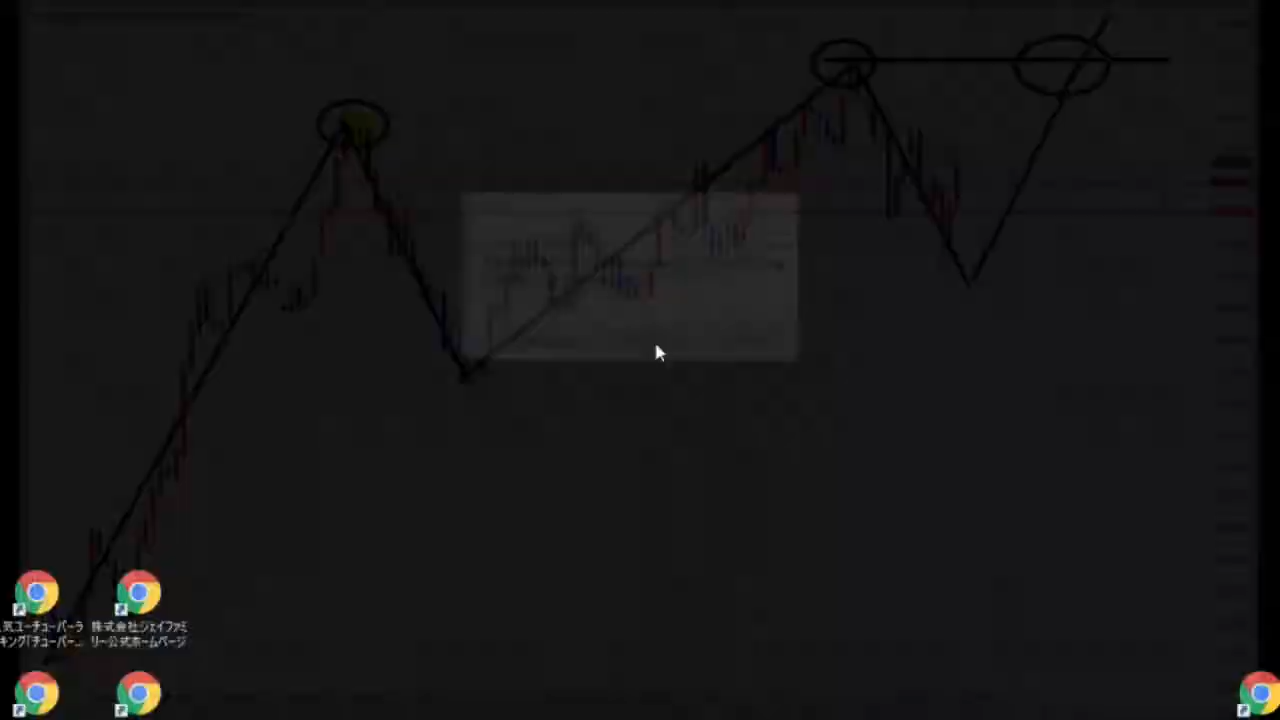 気ユーチューバーラ
キング「チューバー...
株式会社ジェイファミ
リー公式ホームページ